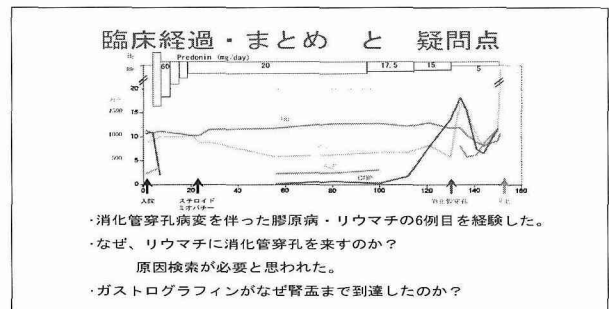 臨床経過・まとめ と 疑問点
Predonin (mg/day)
60 20 17.5 15 5
20
1500 15
1000 10
500 5
0 20 40 60 80 100 120 140 160
CRP
入院 ステロイド
ミオパチー
・消化管穿孔病変を伴った膠原病・リウマチの6例目を経験した。
・なぜ、リウマチに消化管穿孔を来すのか?
原因検索が必要と思われた。
・ガストログラフィンがなぜ腎盂まで到達したのか?